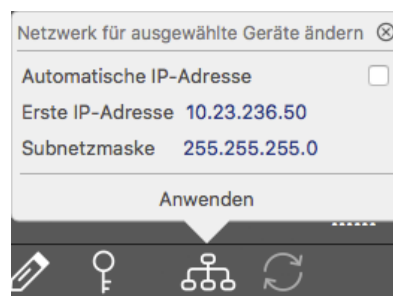 Netzwerk für ausgewählte Geräte ändern
Automatische IP-Adresse
Erste IP-Adresse 10.23.236.50
Subnetzmaske 255.255.255.0
Anwenden